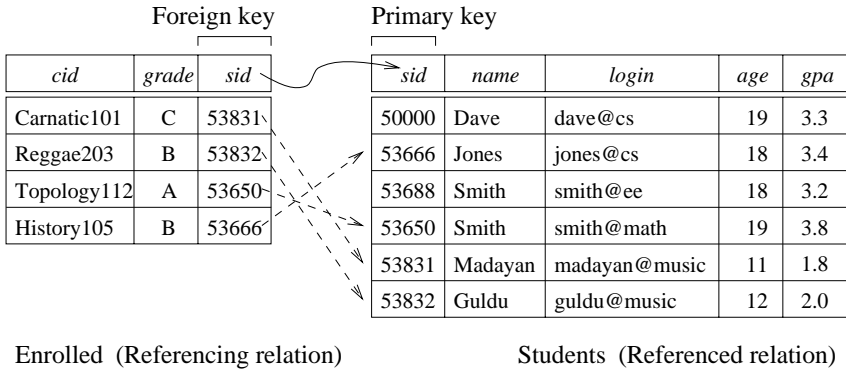 Foreign key Primary key
cid grade sid sid name login age gpa
Carnatic101 C 53831 50000 Dave dave@cs 19 3.3
Reggae203 B 53832 53666 Jones jones@cs 18 3.4
Topology112 A 53650 53688 Smith smith@ee 18 3.2
History105 B 53666 53650 Smith smith@math 19 3.8
53831 Madayan madayan@music 11 1.8
53832 Guldu guldu@music 12 2.0
Enrolled (Referencing relation) Students (Referenced relation)